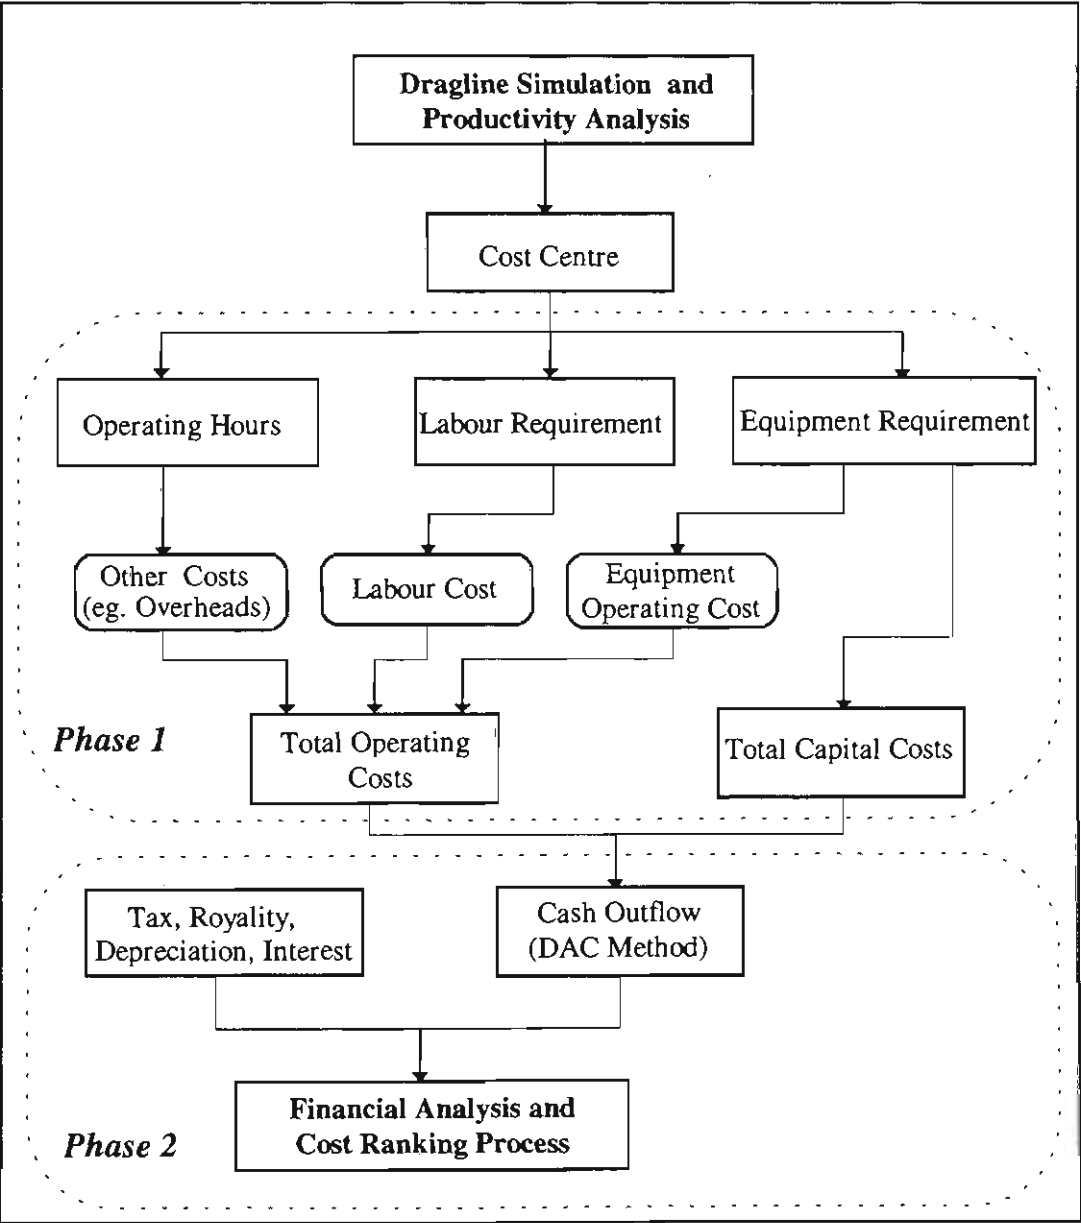 Dragline Simulation and
Productivity Analysis
Cost Centre
Operating Hours
Labour Requirement
Equipment Requirement
Other Costs
(eg. Overheads)
Labour Cost
Equipment
Operating Cost
Phase 1
Total Operating
Costs
Total Capital Costs
Tax, Royality,
Depreciation, Interest
Cash Outflow
(DAC Method)
Financial Analysis and
Cost Ranking Process
Phase 2